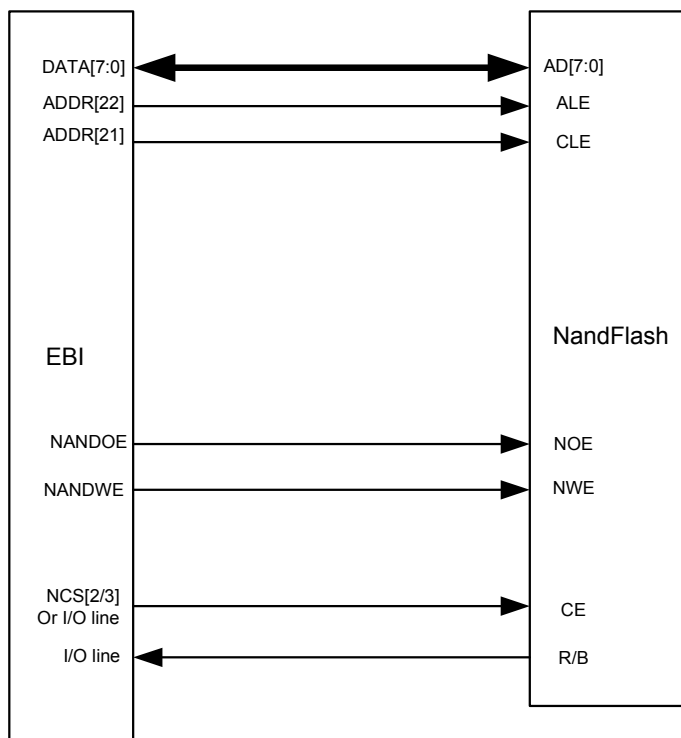 DATA[7:0] AD[7:0]
ADDR[22] ALE
ADDR[21] CLE
NandFlash
EBI
NANDOE NOE
NANDWE NWE
NCS[2/3]
Or I/O line CE
I/O line R/B